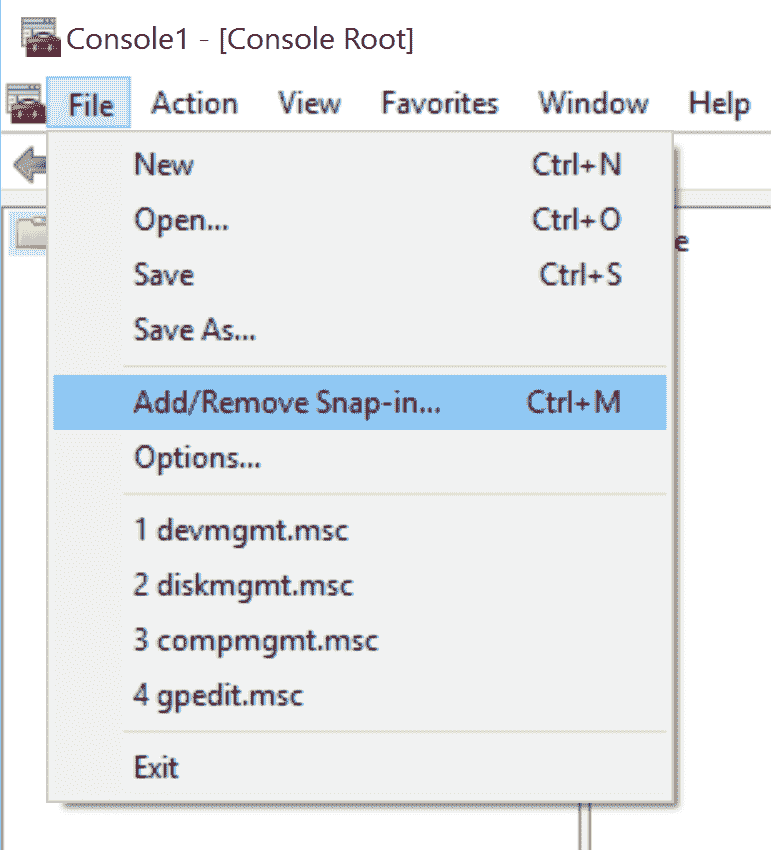 Console1 - [Console Root]
File Action View Favorites Window Help
New Ctrl+N
Open... Ctrl+O
e
Save Ctrl+S
Save As...
Add/Remove Snap-in... Ctrl+M
Options...
1 devmgmt.msc
2 diskmgmt.msc
3 compmgmt.msc
4 gpedit.msc
Exit